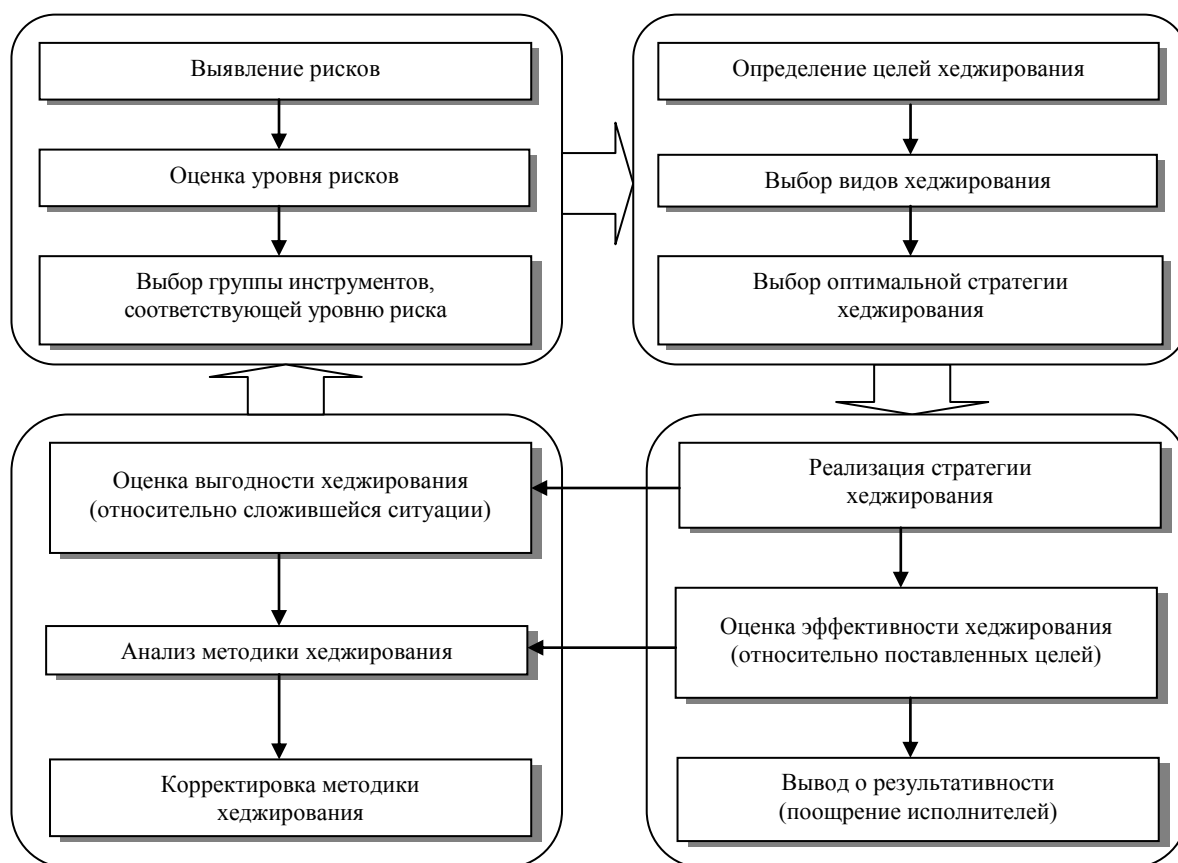 Выявление рисков
Оценка уровня рисков
Выбор группы инструментов,
соответствующей уровню риска
Определение целей хеджирования
Выбор видов хеджирования
Выбор оптимальной стратегии
хеджирования
Оценка выгодности хеджирования
(относительно сложившейся ситуации)
Анализ методики хеджирования
Корректировка методики
хеджирования
Реализация стратегии
хеджирования
Оценка эффективности хеджирования
(относительно поставленных целей)
Вывод о результативности
(поощрение исполнителей)